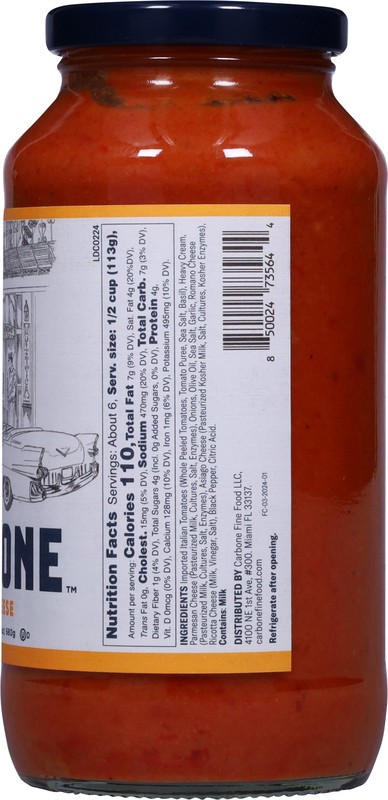 ONE™
LDC0224
Nutrition Facts Servings: About 6, Serv. size: 1/2 cup (113g),
Amount per serving: Calories 110, Total Fat 7g (9% DV), Sat. Fat 4g (20%DV),
Trans Fat 0g, Cholest. 15mg (5% DV), Sodium 470mg (20% DV), Total Carb. 7g (3% DV),
Dietary Fiber 1g (4% DV), Total Sugars 4g (Incl. 0g Added Sugars, 0% DV), Protein 4g,
Vit. D 0mcg (0% DV), Calcium 128mg (10% DV), Iron 1mg (6% DV), Potassium 495mg (10% DV).
INGREDIENTS Imported Italian Tomatoes (Whole Peeled Tomatoes, Tomato Puree, Sea Salt, Basil), Heavy Cream,
Parmesan Cheese (Pasteurized Milk, Cultures, Salt, Enzymes), Onions, Olive Oil, Sea Salt, Garlic, Romano Cheese
(Pasteurized Milk, Cultures, Salt, Enzymes), Asiago Cheese (Pasteurized Kosher Milk, Salt, Cultures, Kosher Enzymes),
Ricotta Cheese (Milk, Vinegar, Salt), Black Pepper, Citric Acid.
Contains: Milk
DISTRIBUTED BY Carbone Fine Food LLC,
4100 NE 1st Ave, #300, Miami FL 33137.
carbonefinefood.com
FC-03-2024-01
Refrigerate after opening.
8 50024 73564 4